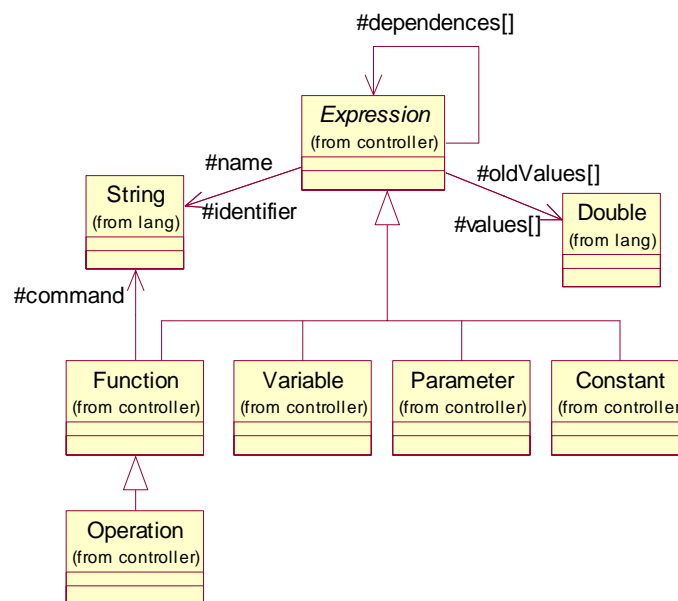 #dependences[]
Expression
(from controller)
#name
#oldValues[]
String
(from lang)
#identifier
Double
(from lang)
#values[]
#command
Function
(from controller)
Variable
(from controller)
Parameter
(from controller)
Constant
(from controller
Operation
(from controller)